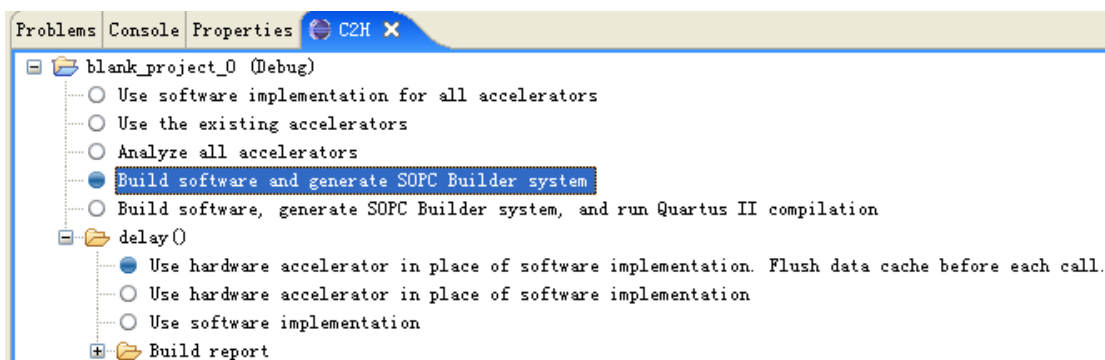 Problems Console Properties C2H
blank_project_0 (Debug)
Use software implementation for all accelerators
Use the existing accelerators
Analyze all accelerators
Build software and generate SOPC Builder system
Build software, generate SOPC Builder system, and run Quartus II compilation
delay()
Use hardware accelerator in place of software implementation. Flush data cache before each call.
Use hardware accelerator in place of software implementation
Use software implementation
Build report